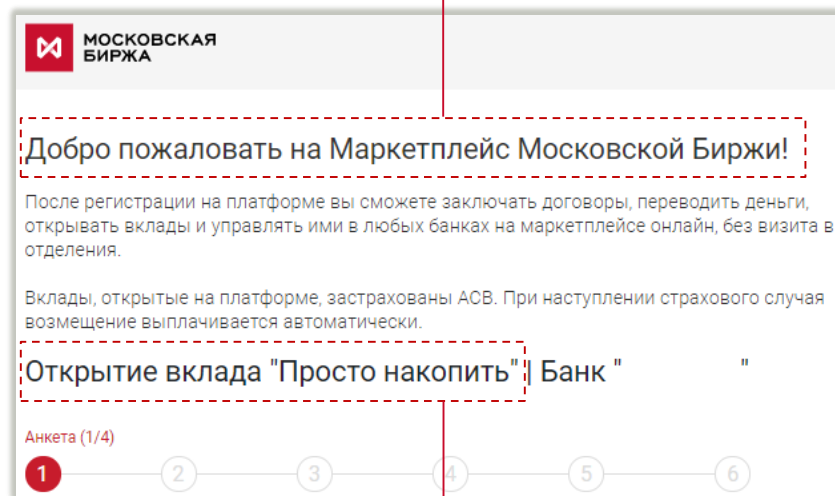 МОСКОВСКАЯ
БИРЖА
Добро пожаловать на Маркетплейс Московской Биржи!
После регистрации на платформе вы сможете заключать договоры, переводить деньги,
открывать вклады и управлять ими в любых банках на маркетплейсе онлайн, без визита в
отделения.
Вклады, открытые на платформе, застрахованы АСВ. При наступлении страхового случая
возмещение выплачивается автоматически.
Открытие вклада "Просто накопить" | Банк " "
Анкета (1/4)
1 2 3 4 5 6